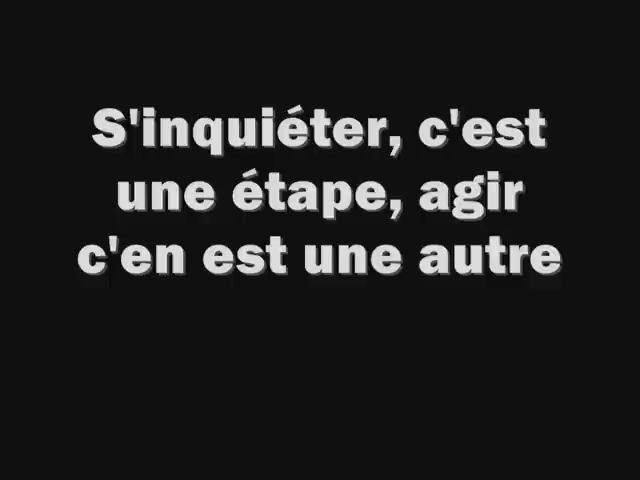 S'inquiéter, c'est
une étape, agir
c'en est une autre